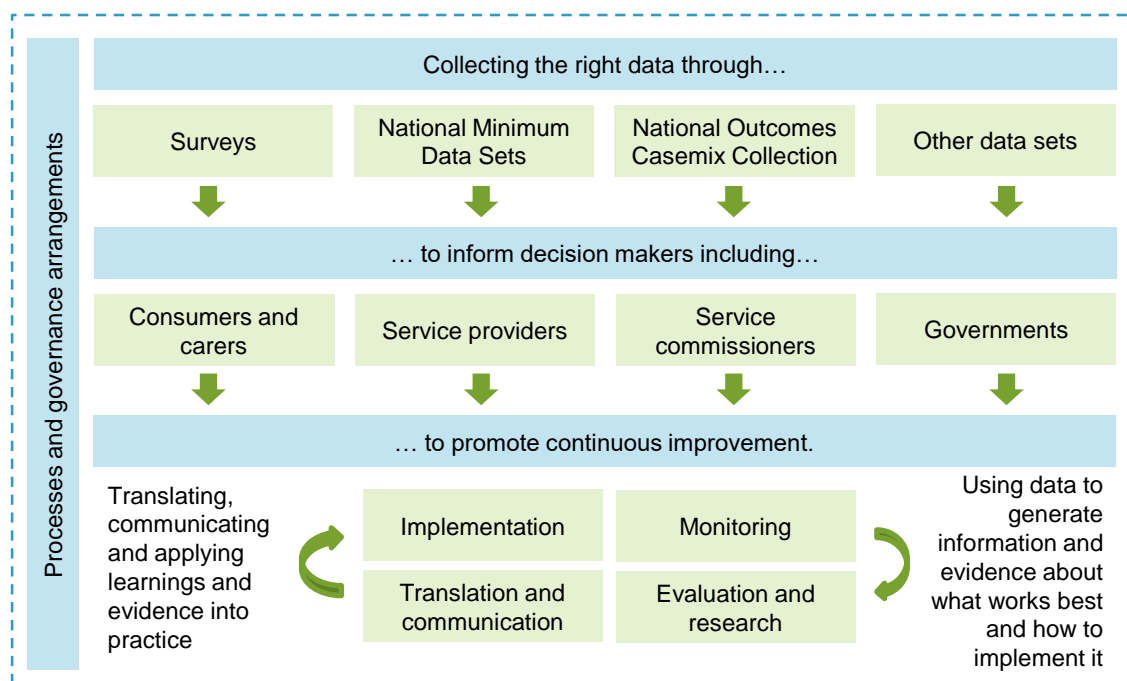 Processes and governance arrangements
Collecting the right data through…
Surveys
National Minimum
Data Sets
National Outcomes
Casemix Collection
Other data sets
… to inform decision makers including…
Consumers and
carers
Service providers
Service
commissioners
Governments
… to promote continuous improvement.
Translating,
communicating
and applying
learnings and
evidence into
practice
Implementation
Monitoring
Translation and
communication
Evaluation and
research
Using data to
generate
information and
evidence about
what works best
and how to
implement it